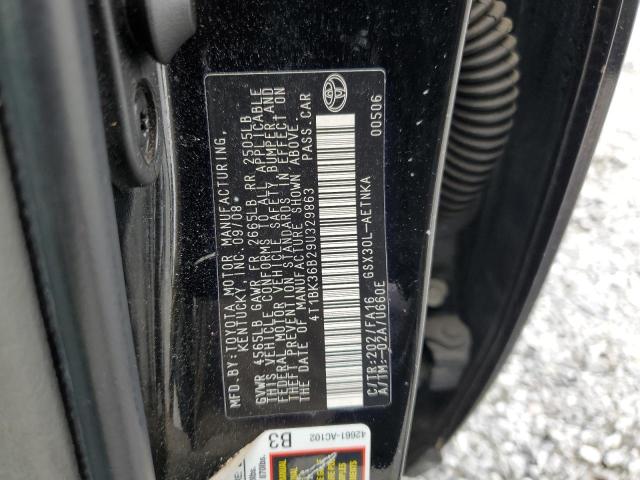 MFD.BY:TOYOTA MOTOR MANUFACTURING,
KENTUCKY, INC. 09/08
GVWR 4565LB GAWR FR 2665LB RR 2505LB
THIS VEHICLE CONFORMS TO ALL APPLICABLE
FEDERAL MOTOR VEHICLE SAFETY, BUMPER AND
THEFT PREVENTION STANDARDS IN EFFECT ON
THE DATE OF MANUFACTURE SHOWN ABOVE.
4T1BK36B29U329863 PASS.CAR
C/TR:202/FA16 GSX30L-AETNKA
A/TM:-02A/U660E
00506
42661-AC102
B3